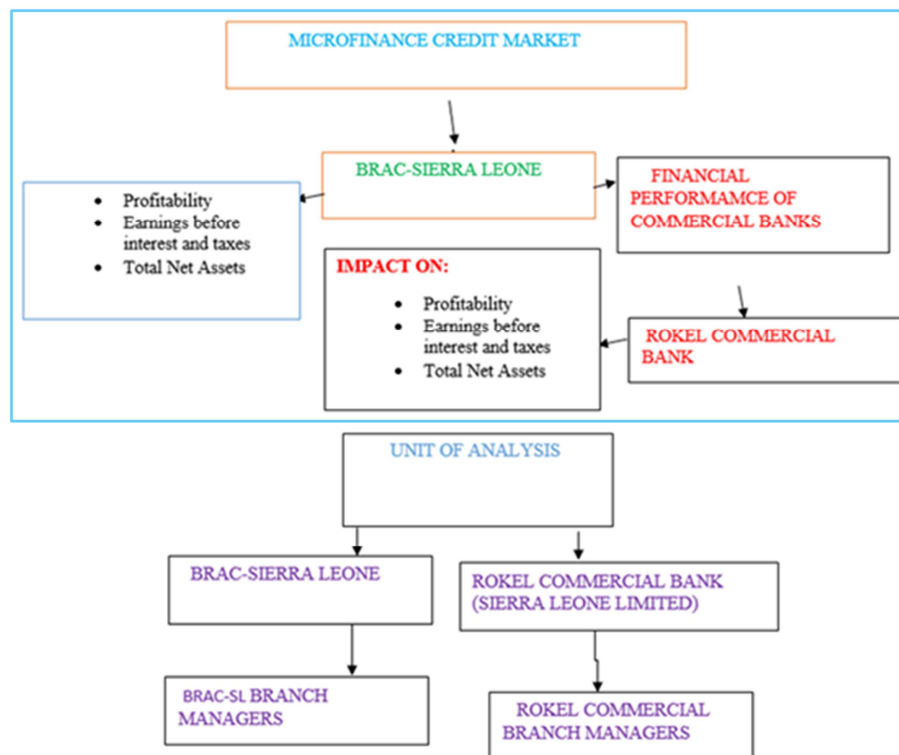 MICROFINANCE CREDIT MARKET
BRAC-SIERRA LEONE
• Profitability
• Earnings before
interest and taxes
• Total Net Assets
FINANCIAL
PERFORMAMCE OF
COMMERCIAL BANKS
IMPACT ON:
• Profitability
• Earnings before
interest and taxes
• Total Net Assets
ROKEL COMMERCIAL
BANK
UNIT OF ANALYSIS
BRAC-SIERRA LEONE
ROKEL COMMERCIAL BANK
(SIERRA LEONE LIMITED)
BRAC-SL BRANCH
MANAGERS
ROKEL COMMERCIAL
BRANCH MANAGERS